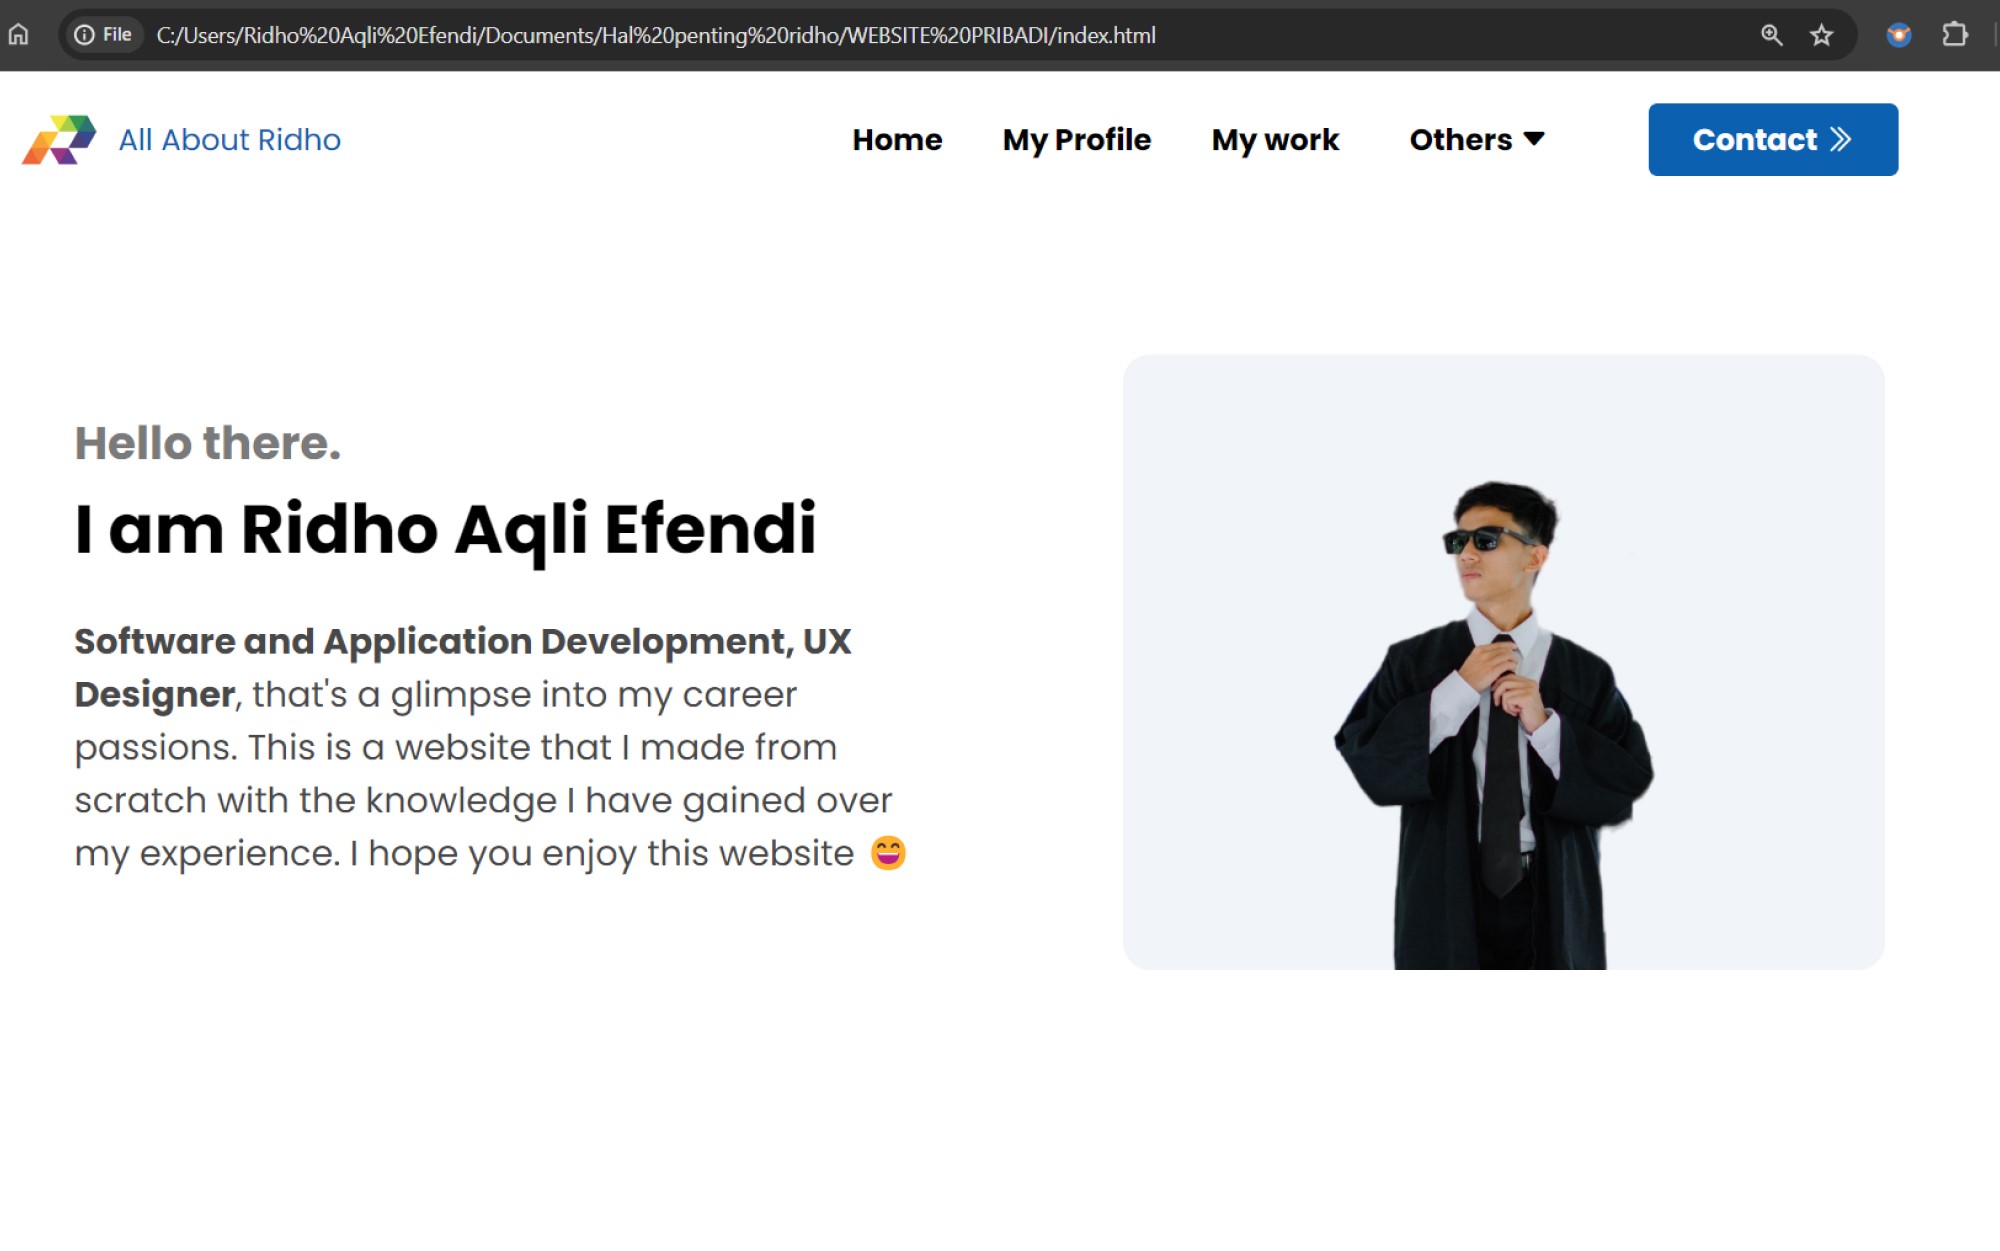 File C:/Users/Ridho%20Aqli%20Efendi/Documents/Hal%20penting%20ridho/WEBSITE%20PRIBADI/index.html
All About Ridho Home My Profile My work Others Contact
Hello there.
I am Ridho Aqli Efendi
Software and Application Development, UX
Designer, that's a glimpse into my career
passions. This is a website that I made from
scratch with the knowledge I have gained over
my experience. I hope you enjoy this website 😄